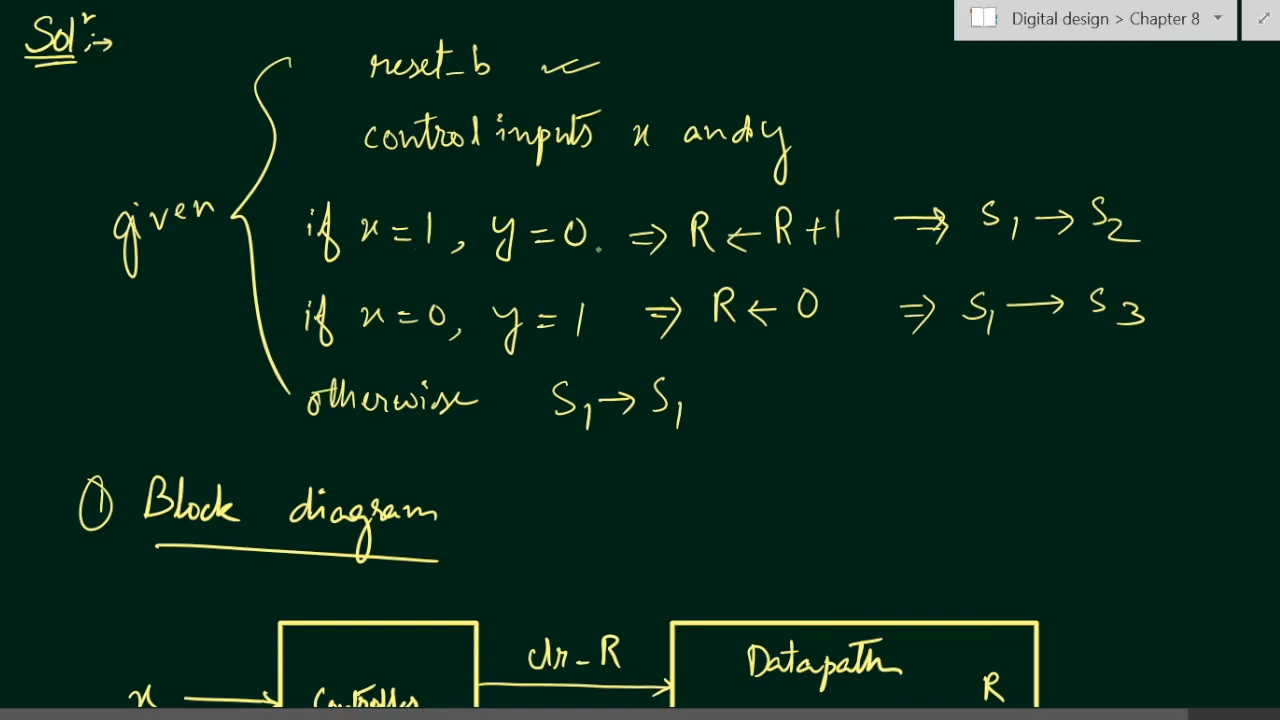 Solⁿ :→
Digital design > Chapter 8
reset_b ✓
control inputs x and y
given
if x = 1, y = 0. ⇒ R ← R + 1 ⇒ S₁ → S₂
if x = 0, y = 1 ⇒ R ← 0 ⇒ S₁ → S₃
otherwise S₁ → S₁
① Block diagram
clr_R
Datapath
x
Controller
R